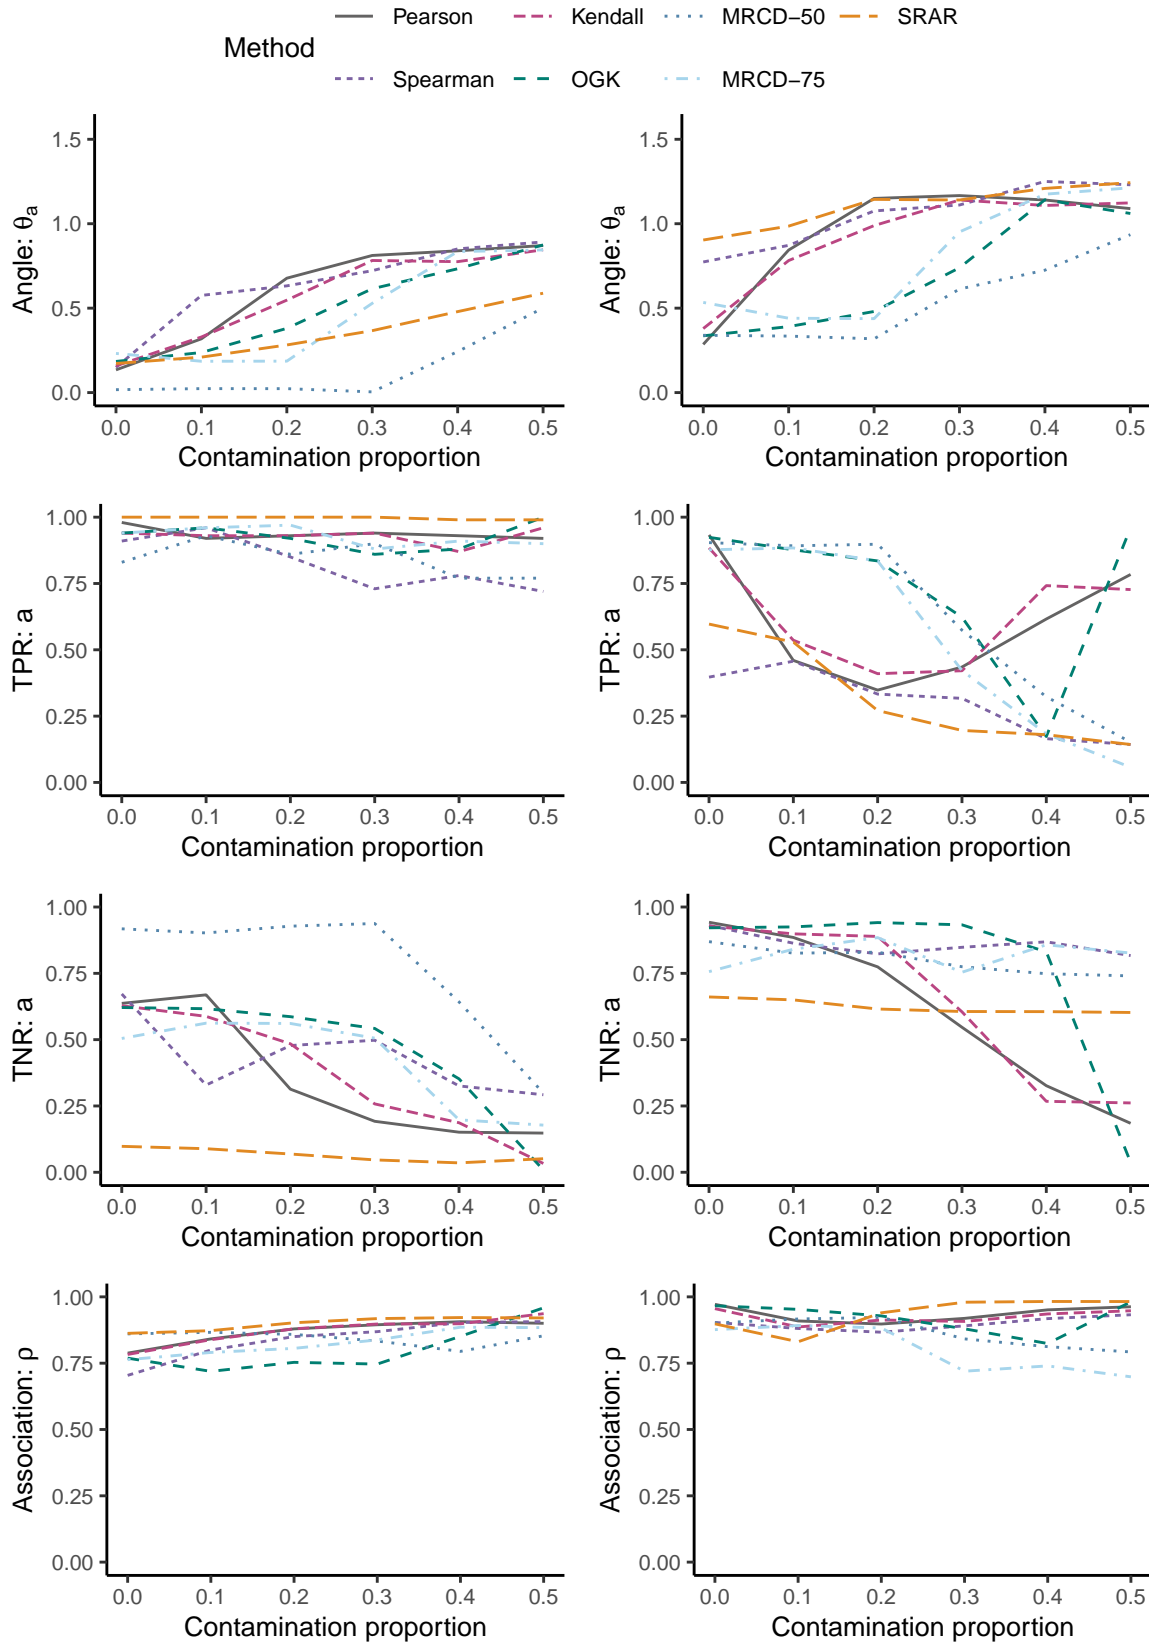 Method
Pearson Kendall MRCD−50 SRAR
Spearman OGK MRCD−75
1.5
1.0
0.5
0.0
Angle: θa
0.0 0.1 0.2 0.3 0.4 0.5
Contamination proportion
1.5
1.0
0.5
0.0
Angle: θa
0.0 0.1 0.2 0.3 0.4 0.5
Contamination proportion
1.00
0.75
0.50
0.25
0.00
TPR: a
0.0 0.1 0.2 0.3 0.4 0.5
Contamination proportion
1.00
0.75
0.50
0.25
0.00
TPR: a
0.0 0.1 0.2 0.3 0.4 0.5
Contamination proportion
1.00
0.75
0.50
0.25
0.00
TNR: a
0.0 0.1 0.2 0.3 0.4 0.5
Contamination proportion
1.00
0.75
0.50
0.25
0.00
TNR: a
0.0 0.1 0.2 0.3 0.4 0.5
Contamination proportion
1.00
0.75
0.50
0.25
0.00
Association: ρ
0.0 0.1 0.2 0.3 0.4 0.5
Contamination proportion
1.00
0.75
0.50
0.25
0.00
Association: ρ
0.0 0.1 0.2 0.3 0.4 0.5
Contamination proportion